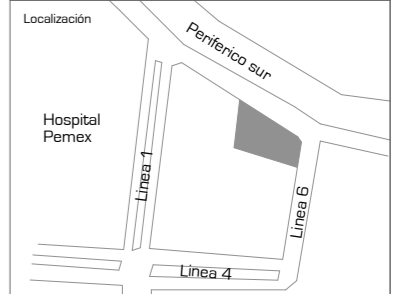 Localización
Periferico sur
Hospital
Pemex
Linea 1
Linea 6
Linea 4